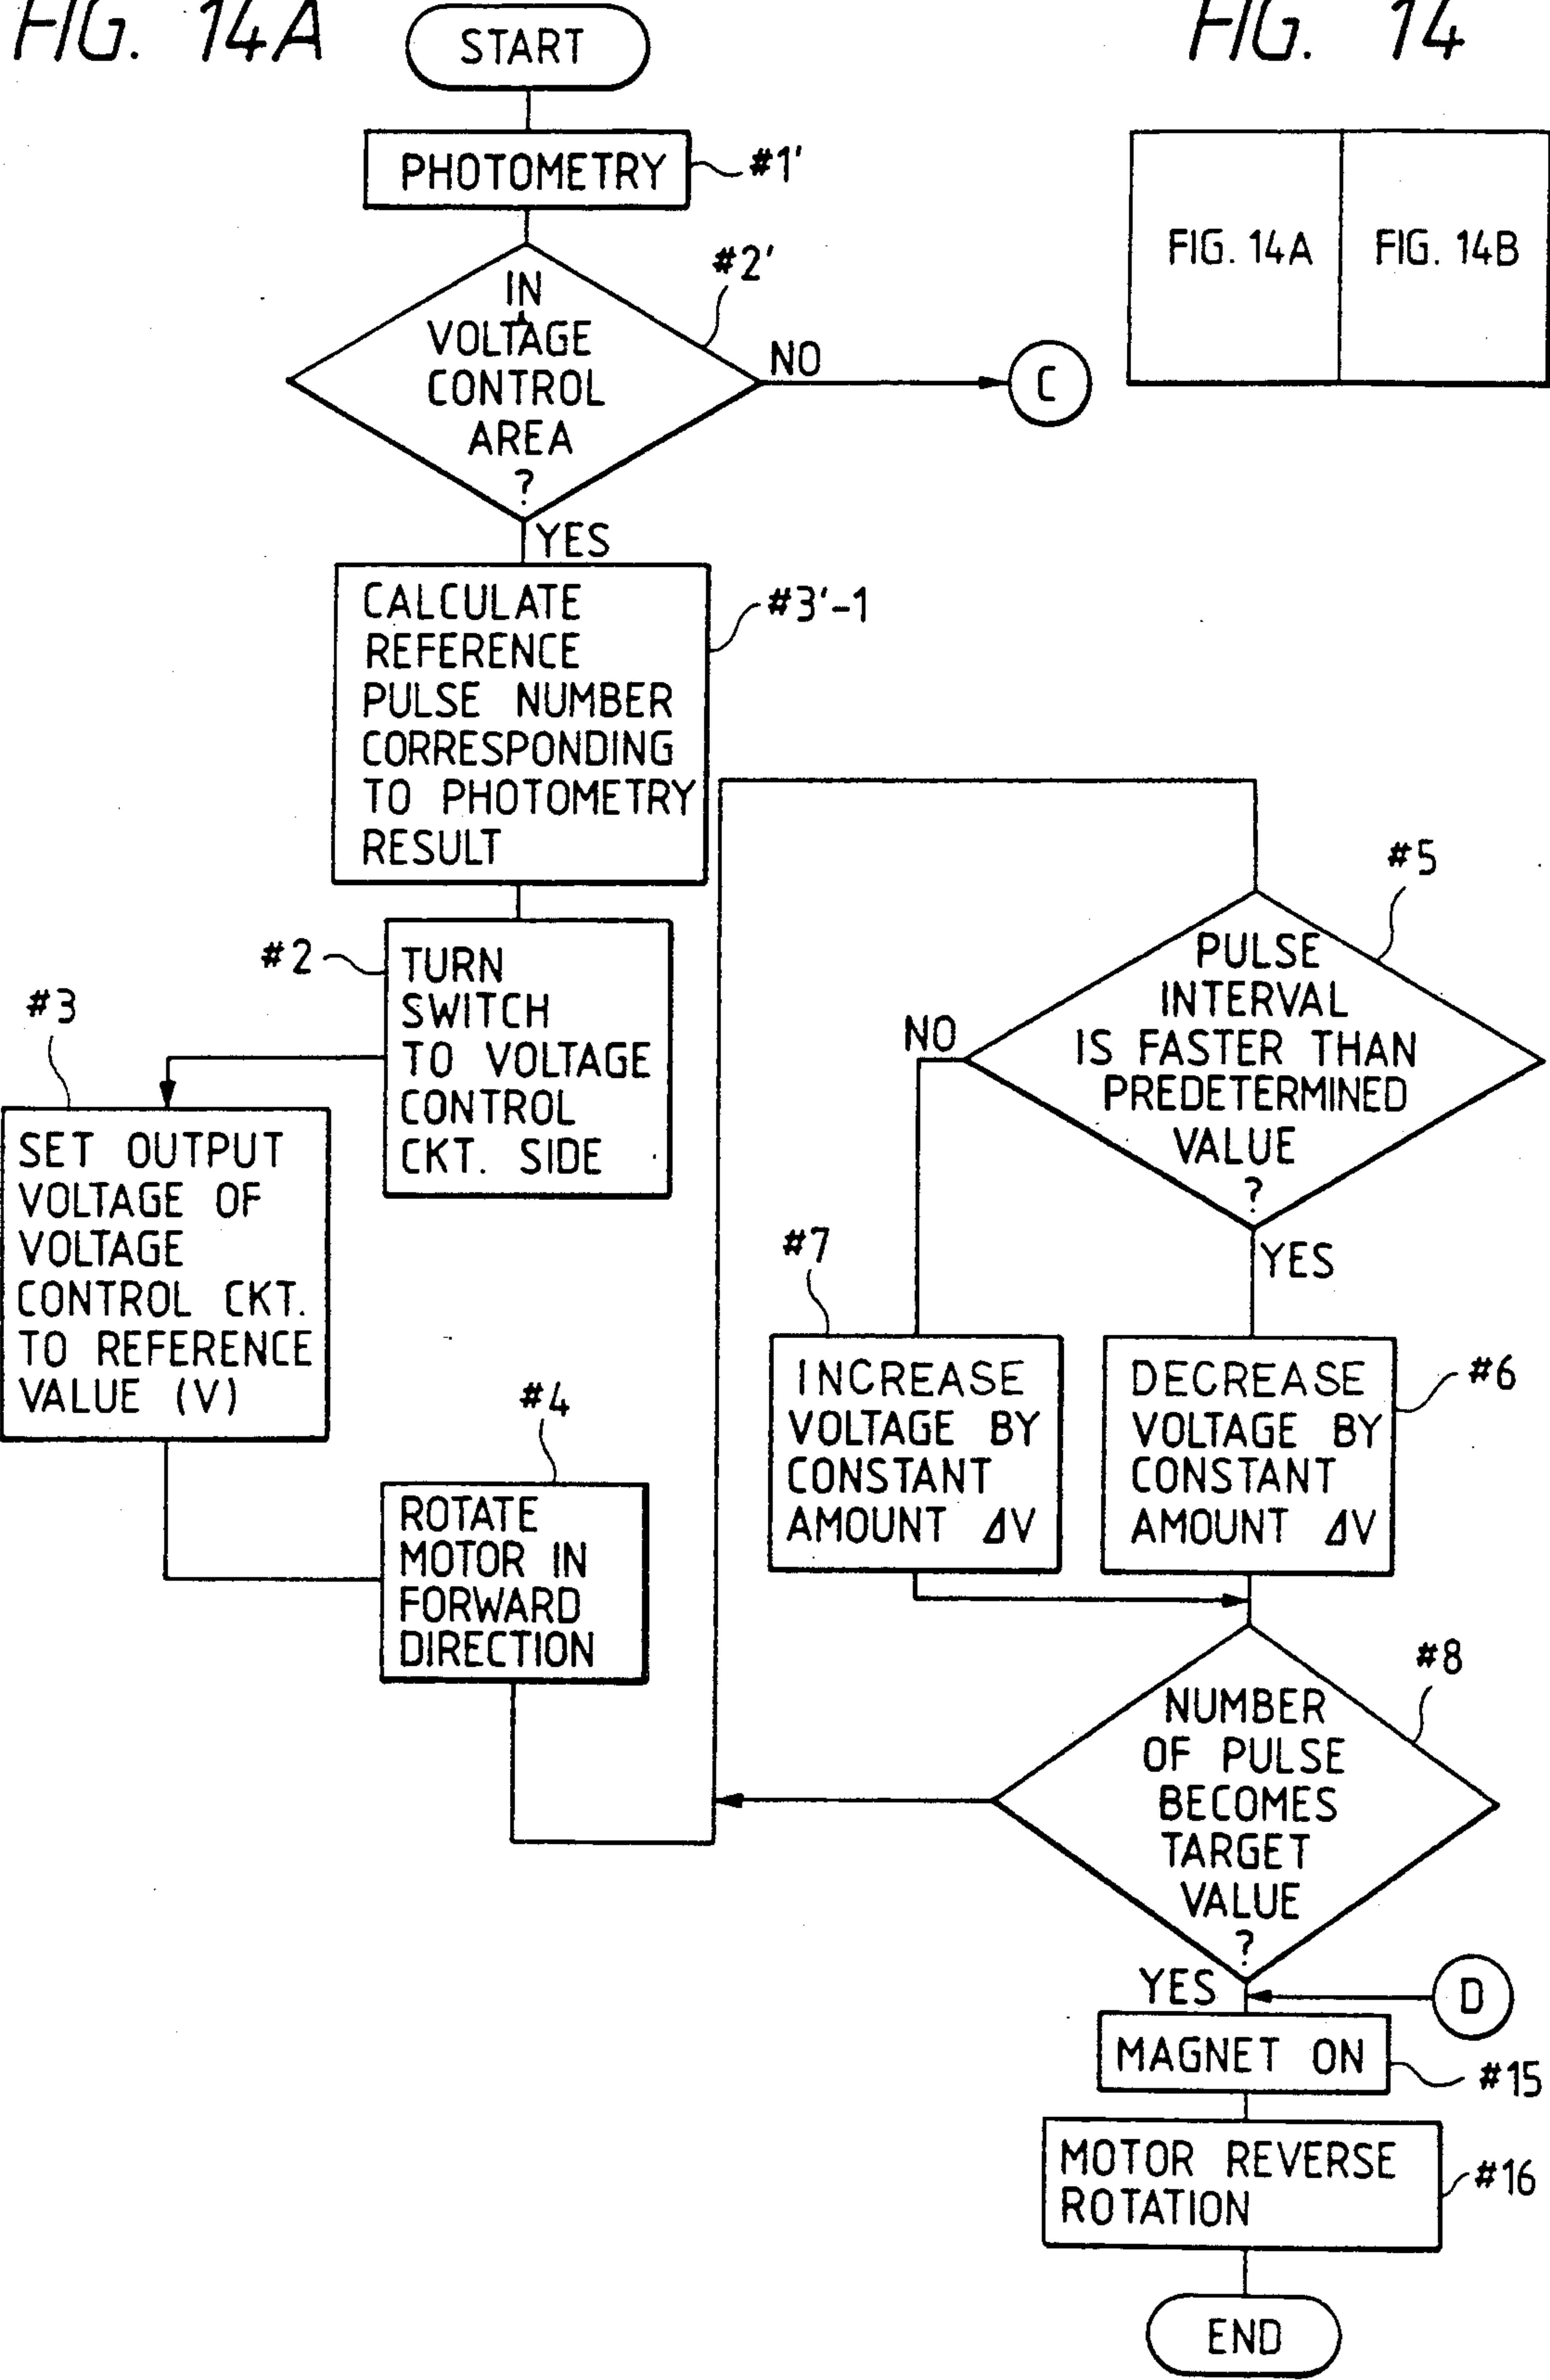 FIG. 14A
FIG. 14
START
PHOTOMETRY
#1'
FIG. 14A
FIG. 14B
#2'
IN
VOLTAGE
CONTROL
AREA
?
NO
C
YES
CALCULATE
REFERENCE
PULSE NUMBER
CORRESPONDING
TO PHOTOMETRY
RESULT
#3'-1
#2
TURN
SWITCH
TO VOLTAGE
CONTROL
CKT. SIDE
#3
SET OUTPUT
VOLTAGE OF
VOLTAGE
CONTROL CKT.
TO REFERENCE
VALUE (V)
#4
ROTATE
MOTOR IN
FORWARD
DIRECTION
#5
PULSE
INTERVAL
IS FASTER THAN
PREDETERMINED
VALUE
?
NO
YES
#7
INCREASE
VOLTAGE BY
CONSTANT
AMOUNT ΔV
DECREASE
VOLTAGE BY
CONSTANT
AMOUNT ΔV
#6
#8
NUMBER
OF PULSE
BECOMES
TARGET
VALUE
?
YES
D
MAGNET ON
#15
MOTOR REVERSE
ROTATION
#16
END